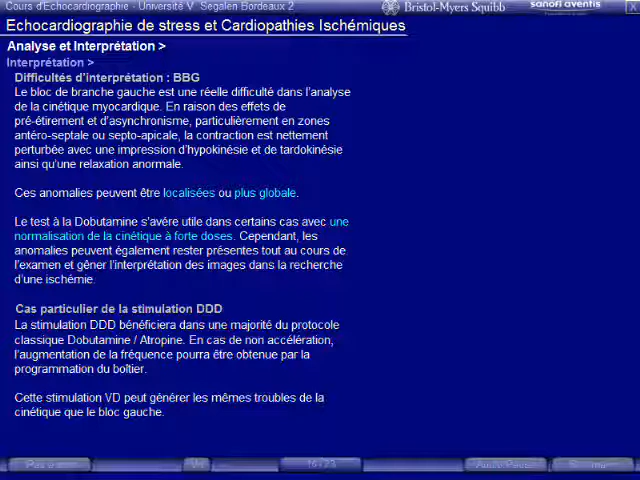 Cours d'Echocardiographie - Université V. Segalen Bordeaux 2
Bristol-Myers Squibb
sanofi aventis
X
Echocardiographie de stress et Cardiopathies Ischémiques
Analyse et Interprétation >
Interprétation >
Difficultés d'interprétation : BBG
Le bloc de branche gauche est une réelle difficulté dans l'analyse
de la cinétique myocardique. En raison des effets de
pré-étirement et d'asynchronisme, particulièrement en zones
antéro-septale ou septo-apicale, la contraction est nettement
perturbée avec une impression d'hypokinésie et de tardokinésie
ainsi qu'une relaxation anormale.
Ces anomalies peuvent être localisées ou plus globale.
Le test à la Dobutamine s'avére utile dans certains cas avec une
normalisation de la cinétique à forte doses. Cependant, les
anomalies peuvent également rester présentes tout au cours de
l'examen et gêner l'interprétation des images dans la recherche
d'une ischémie.
Cas particulier de la stimulation DDD
La stimulation DDD bénéficiera dans une majorité du protocole
classique Dobutamine / Atropine. En cas de non accélération,
l'augmentation de la fréquence pourra être obtenue par la
programmation du boîtier.
Cette stimulation VD peut générer les mêmes troubles de la
cinétique que le bloc gauche.